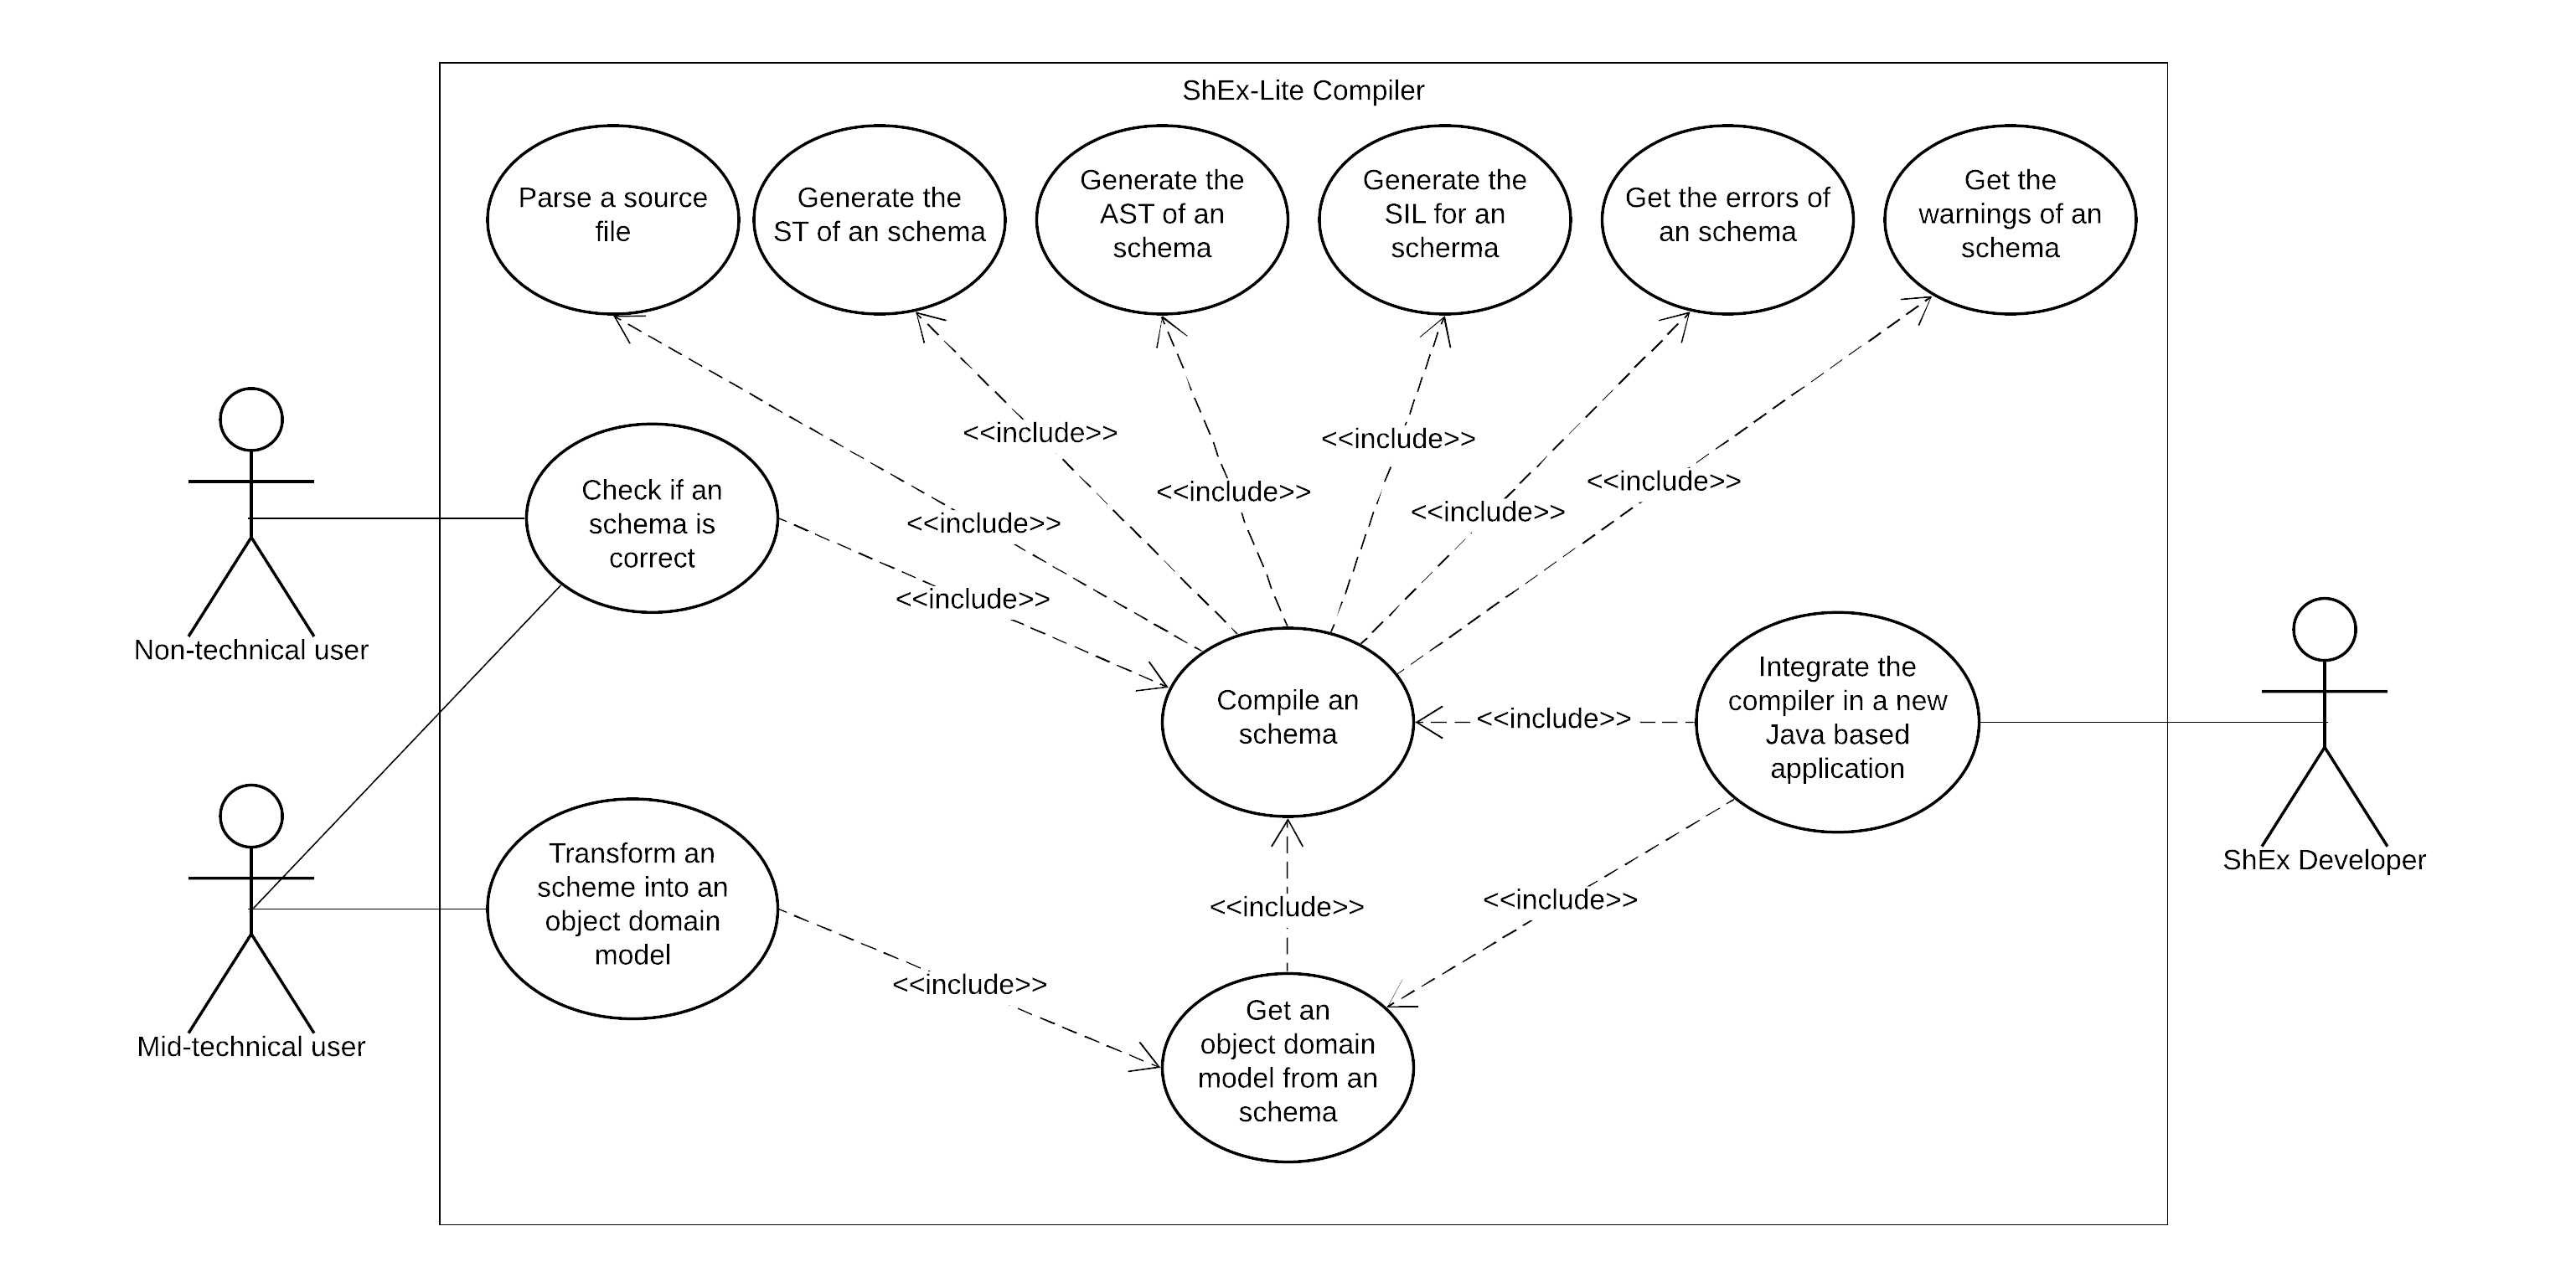 ShEx-Lite Compiler
Parse a source
file
Generate the
ST of an schema
Generate the
AST of an
schema
Generate the
SIL for an
scherma
Get the errors of
an schema
Get the
warnings of an
schema
<<include>>
<<include>>
<<include>>
<<include>>
<<include>>
<<include>>
Check if an
schema is
correct
<<include>>
Non-technical user
Compile an
schema
<<include>>
Integrate the
compiler in a new
Java based
application
ShEx Developer
Transform an
scheme into an
object domain
model
<<include>>
<<include>>
<<include>>
Mid-technical user
Get an
object domain
model from an
schema